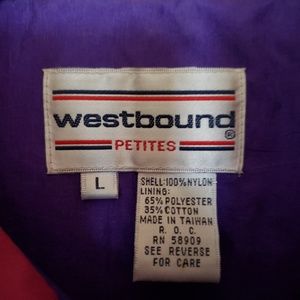 westbound®
PETITES
L
SHELL:100%NYLON
LINING:
65% POLYESTER
35% COTTON
MADE IN TAIWAN
R. O. C.
RN 58909
SEE REVERSE
FOR CARE